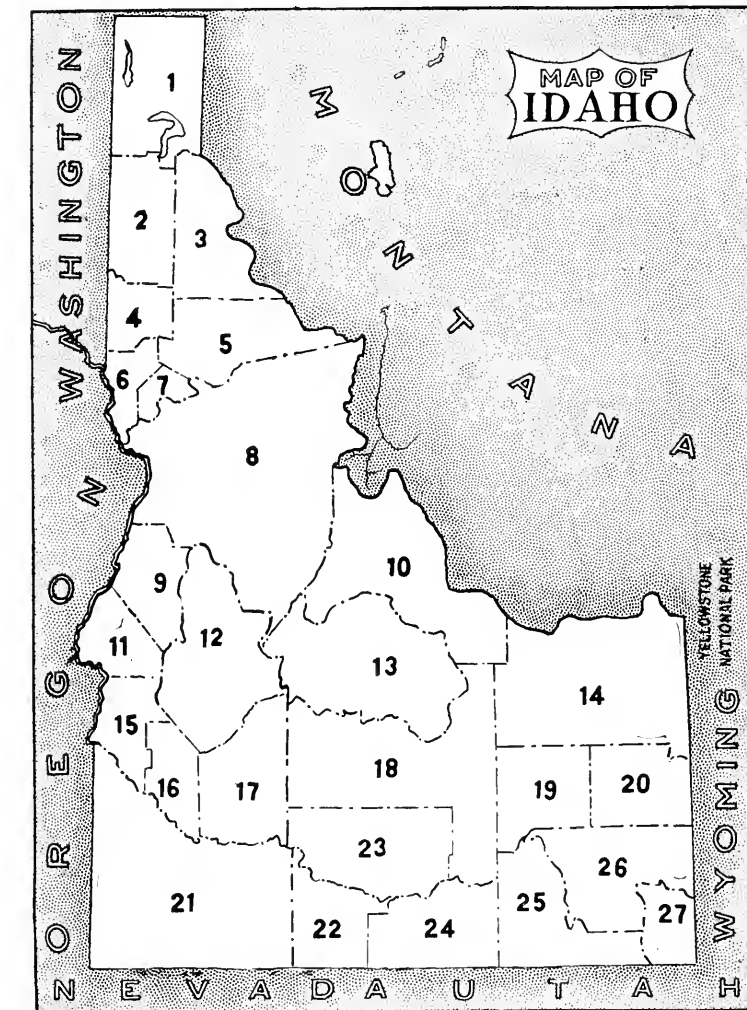 MAP OF
IDAHO
WASHINGTON
MONTANA
OREGON
YELLOWSTONE
NATIONAL PARK
WYOMING
NEVADA
UTAH
1
2
3
4
5
6
7
8
9
10
11
12
13
14
15
16
17
18
19
20
21
22
23
24
25
26
27